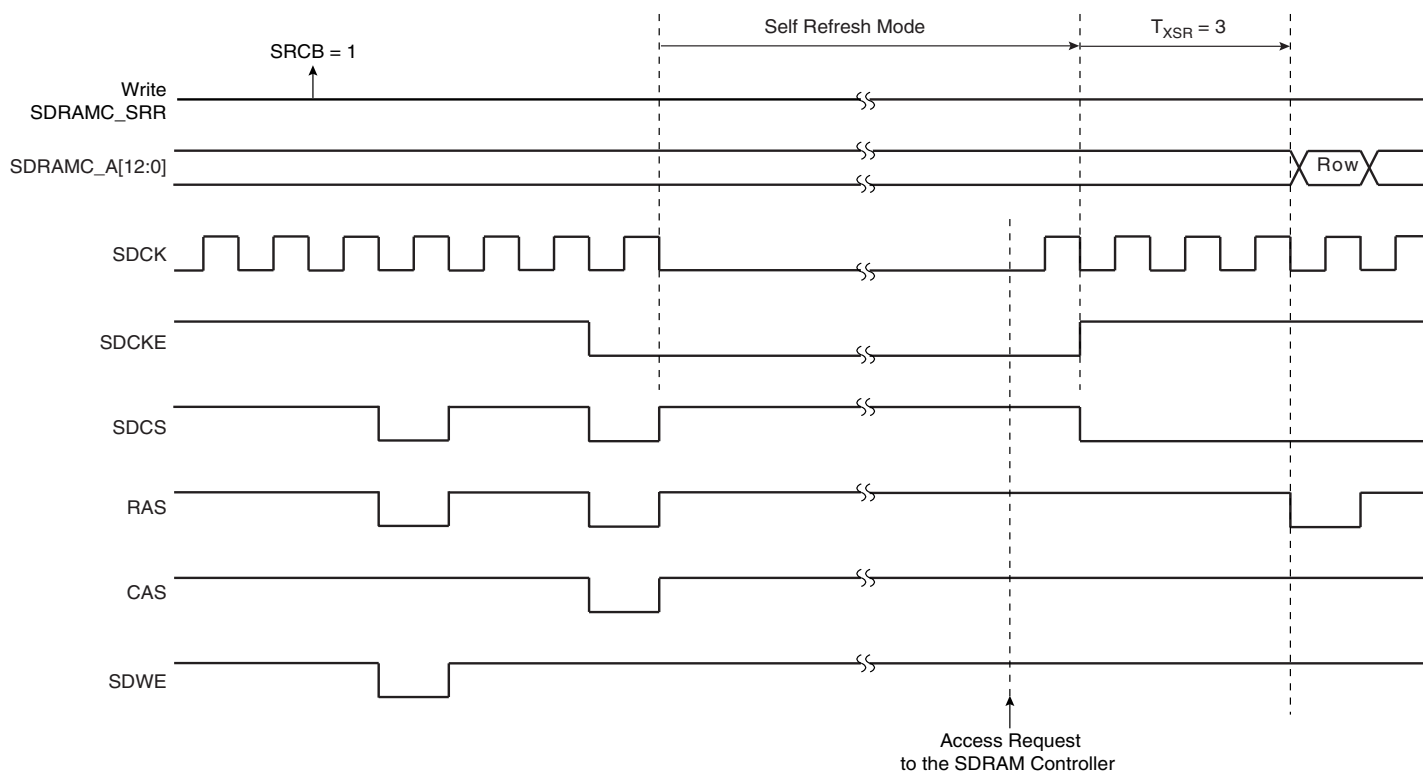 Self Refresh Mode
TXSR = 3
SRCB = 1
Write
SDRAMC_SRR
SDRAMC_A[12:0]
Row
SDCK
SDCKE
SDCS
RAS
CAS
SDWE
Access Request
to the SDRAM Controller